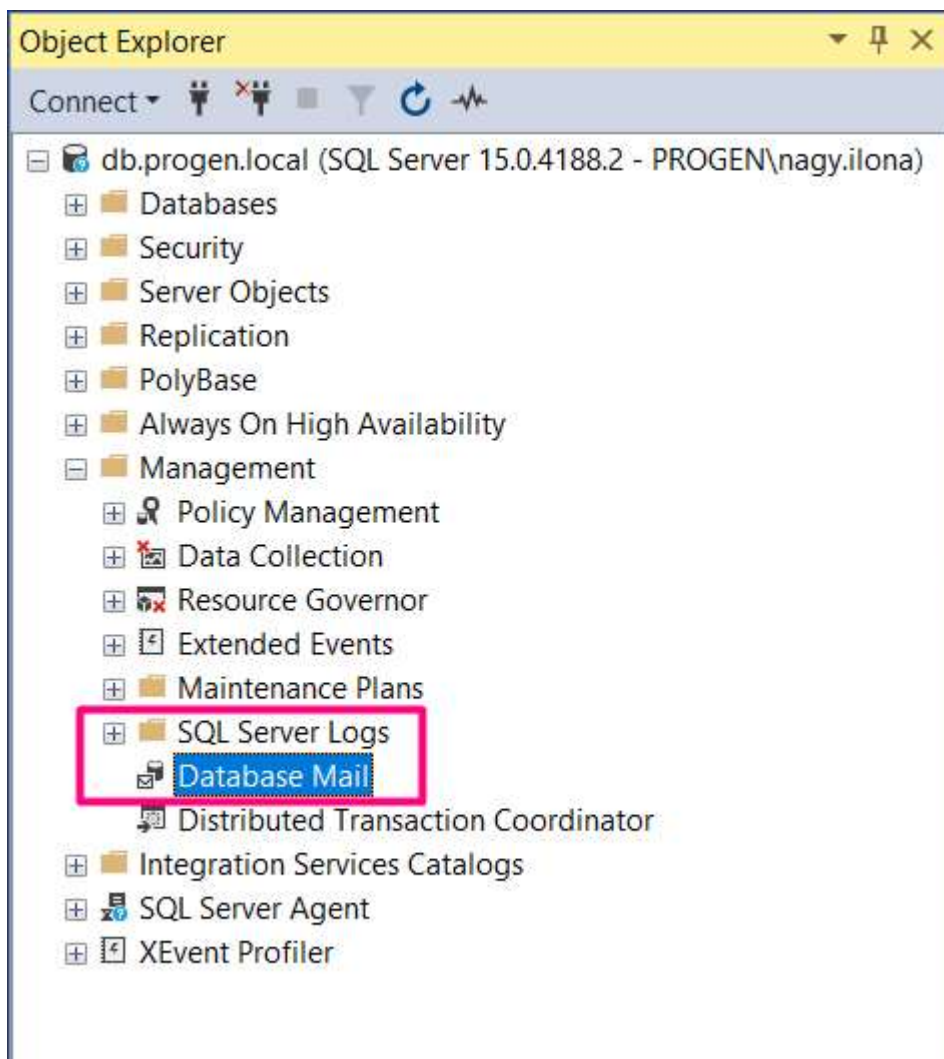 Object Explorer
Connect
db.progen.local (SQL Server 15.0.4188.2 - PROGEN\nagy.ilona)
Databases
Security
Server Objects
Replication
PolyBase
Always On High Availability
Management
Policy Management
Data Collection
Resource Governor
Extended Events
Maintenance Plans
SQL Server Logs
Database Mail
Distributed Transaction Coordinator
Integration Services Catalogs
SQL Server Agent
XEvent Profiler